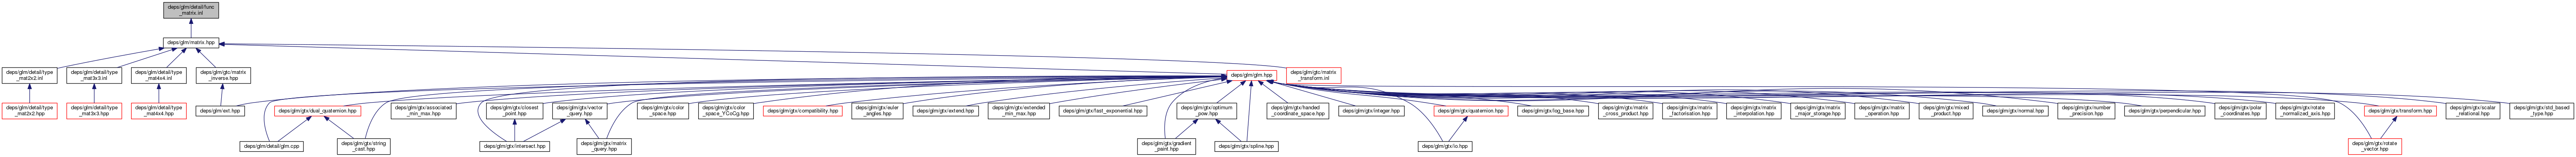 deps/glm/detail/func
_matrix.inl
deps/glm/matrix.hpp
deps/glm/detail/type
_mat2x2.inl
deps/glm/detail/type
_mat3x3.inl
deps/glm/detail/type
_mat4x4.inl
deps/glm/gtc/matrix
_inverse.hpp
deps/glm/glm.hpp
deps/glm/gtc/matrix
_transform.inl
deps/glm/detail/type
_mat2x2.hpp
deps/glm/detail/type
_mat3x3.hpp
deps/glm/detail/type
_mat4x4.hpp
deps/glm/ext.hpp
deps/glm/gtx/dual_quaternion.hpp
deps/glm/gtx/associated
_min_max.hpp
deps/glm/gtx/closest
_point.hpp
deps/glm/gtx/vector
_query.hpp
deps/glm/gtx/color
_space.hpp
deps/glm/gtx/color
_space_YCoCg.hpp
deps/glm/gtx/compatibility.hpp
deps/glm/gtx/euler
_angles.hpp
deps/glm/gtx/extend.hpp
deps/glm/gtx/extended
_min_max.hpp
deps/glm/gtx/fast_exponential.hpp
deps/glm/gtx/optimum
_pow.hpp
deps/glm/gtx/handed
_coordinate_space.hpp
deps/glm/gtx/integer.hpp
deps/glm/gtx/quaternion.hpp
deps/glm/gtx/log_base.hpp
deps/glm/gtx/matrix
_cross_product.hpp
deps/glm/gtx/matrix
_factorisation.hpp
deps/glm/gtx/matrix
_interpolation.hpp
deps/glm/gtx/matrix
_major_storage.hpp
deps/glm/gtx/matrix
_operation.hpp
deps/glm/gtx/mixed
_product.hpp
deps/glm/gtx/normal.hpp
deps/glm/gtx/number
_precision.hpp
deps/glm/gtx/perpendicular.hpp
deps/glm/gtx/polar
_coordinates.hpp
deps/glm/gtx/rotate
_normalized_axis.hpp
deps/glm/gtx/transform.hpp
deps/glm/gtx/scalar
_relational.hpp
deps/glm/gtx/std_based
_type.hpp
deps/glm/detail/glm.cpp
deps/glm/gtx/string
_cast.hpp
deps/glm/gtx/intersect.hpp
deps/glm/gtx/matrix
_query.hpp
deps/glm/gtx/gradient
_paint.hpp
deps/glm/gtx/spline.hpp
deps/glm/gtx/io.hpp
deps/glm/gtx/rotate
_vector.hpp